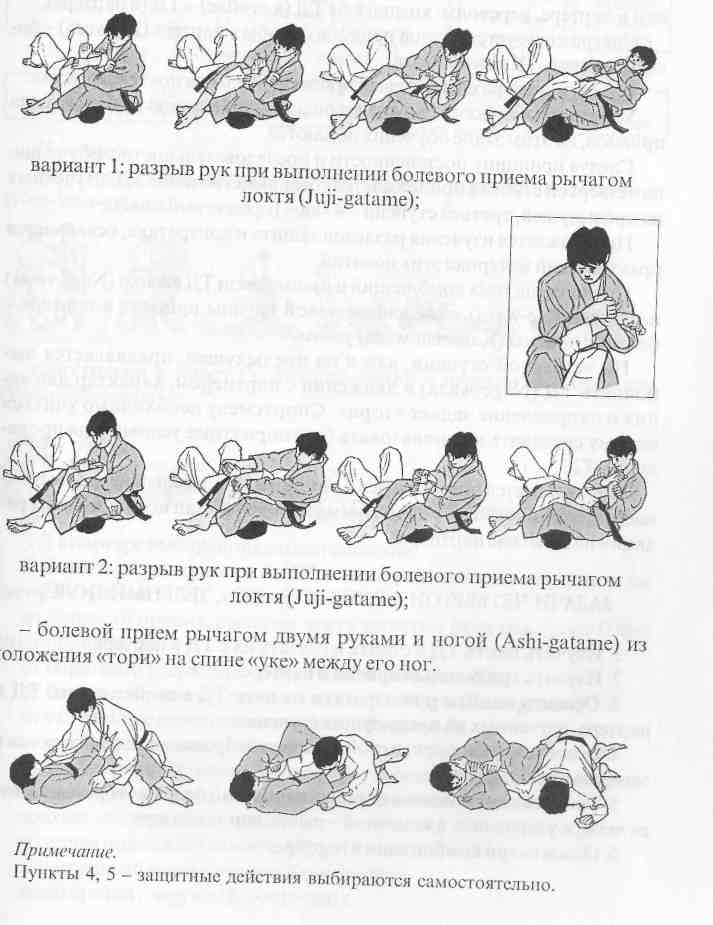 вариант 1: разрыв рук при выполнении болевого приема рычагом
локтя (Juji-gatame);
вариант 2: разрыв рук при выполнении болевого приема рычагом
локтя (Juji-gatame);
– болевой прием рычагом двумя руками и ногой (Ashi-gatame) из
положения «тори» на спине «уке» между его ног.
Примечание.
Пункты 4, 5 – защитные действия выбираются самостоятельно.